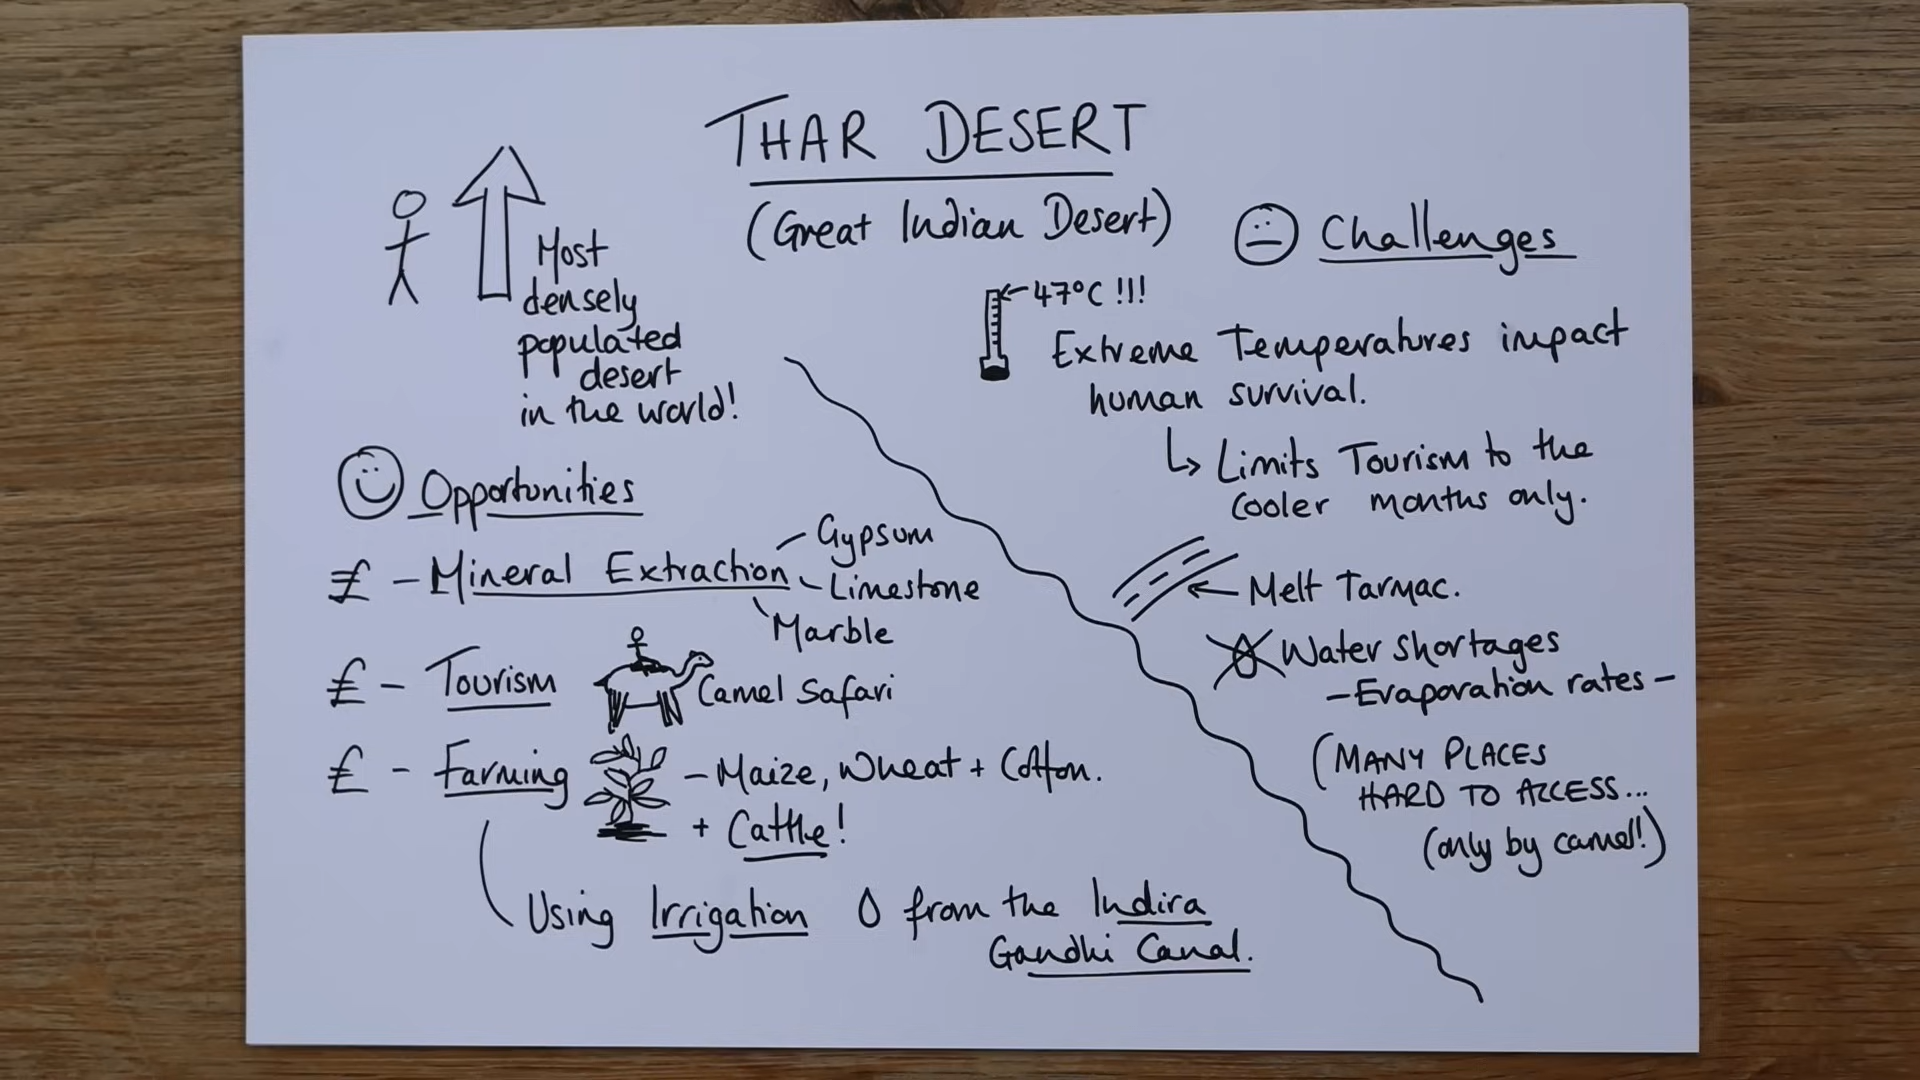 THAR DESERT
(Great Indian Desert)
Most
densely
populated
desert
in the world!
Opportunities
£ - Mineral Extraction
Gypsum
Limestone
Marble
£ - Tourism
Camel Safari
£ - Farming
- Maize, Wheat + Cotton.
+ Cattle!
Using Irrigation from the Indira
Gandhi Canal.
Challenges
47°C !!!
Extreme Temperatures impact
human survival.
Limits Tourism to the
cooler months only.
Melt Tarmac.
Water shortages
- Evaporation rates -
(MANY PLACES
HARD TO ACCESS...
(only by camel!)